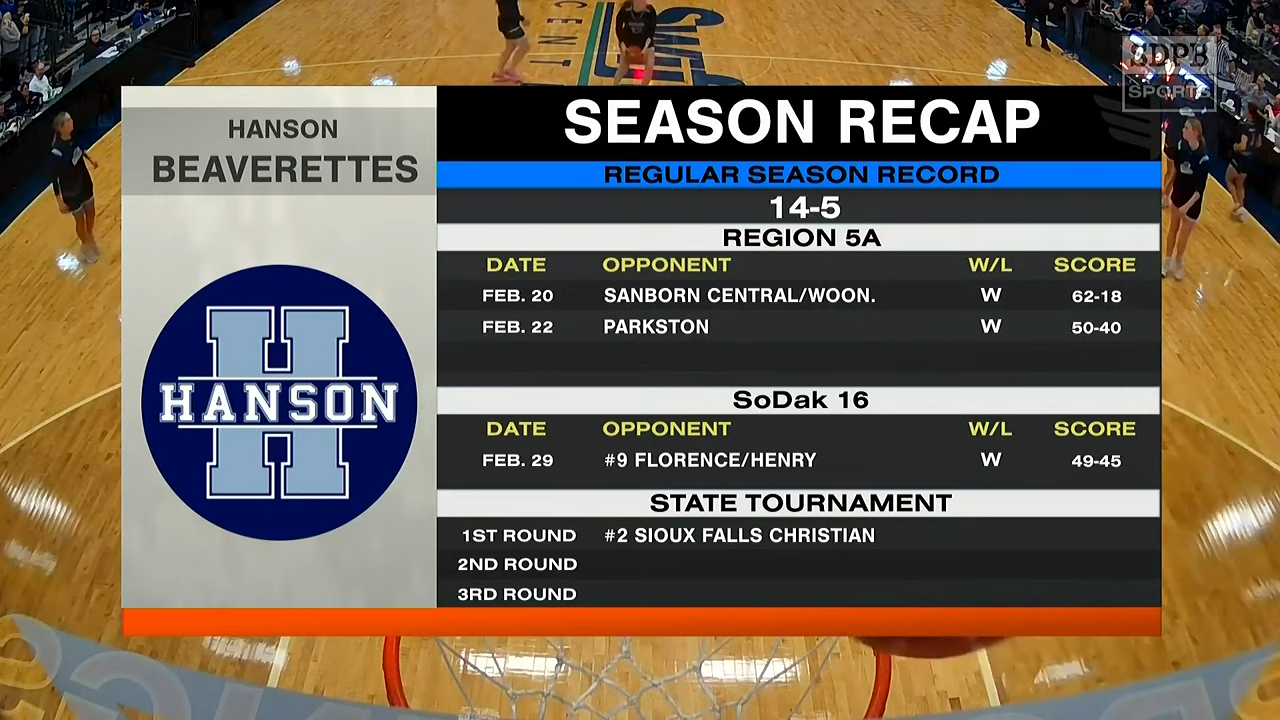 SDPB
SPORTS
CENT
HANSON
BEAVERETTES
HANSON
SEASON RECAP
REGULAR SEASON RECORD
14-5
REGION 5A
DATE OPPONENT W/L SCORE
FEB. 20 SANBORN CENTRAL/WOON. W 62-18
FEB. 22 PARKSTON W 50-40
SoDak 16
DATE OPPONENT W/L SCORE
FEB. 29 #9 FLORENCE/HENRY W 49-45
STATE TOURNAMENT
1ST ROUND #2 SIOUX FALLS CHRISTIAN
2ND ROUND
3RD ROUND